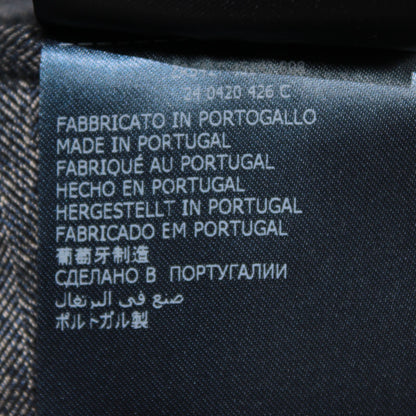 24 0420 426 C
FABBRICATO IN PORTOGALLO
MADE IN PORTUGAL
FABRIQUÉ AU PORTUGAL
HECHO EN PORTUGAL
HERGESTELLT IN PORTUGAL
FABRICADO EM PORTUGAL
葡萄牙制造
СДЕЛАНО В ПОРТУГАЛИИ
صنع في البرتغال
ポルトガル製